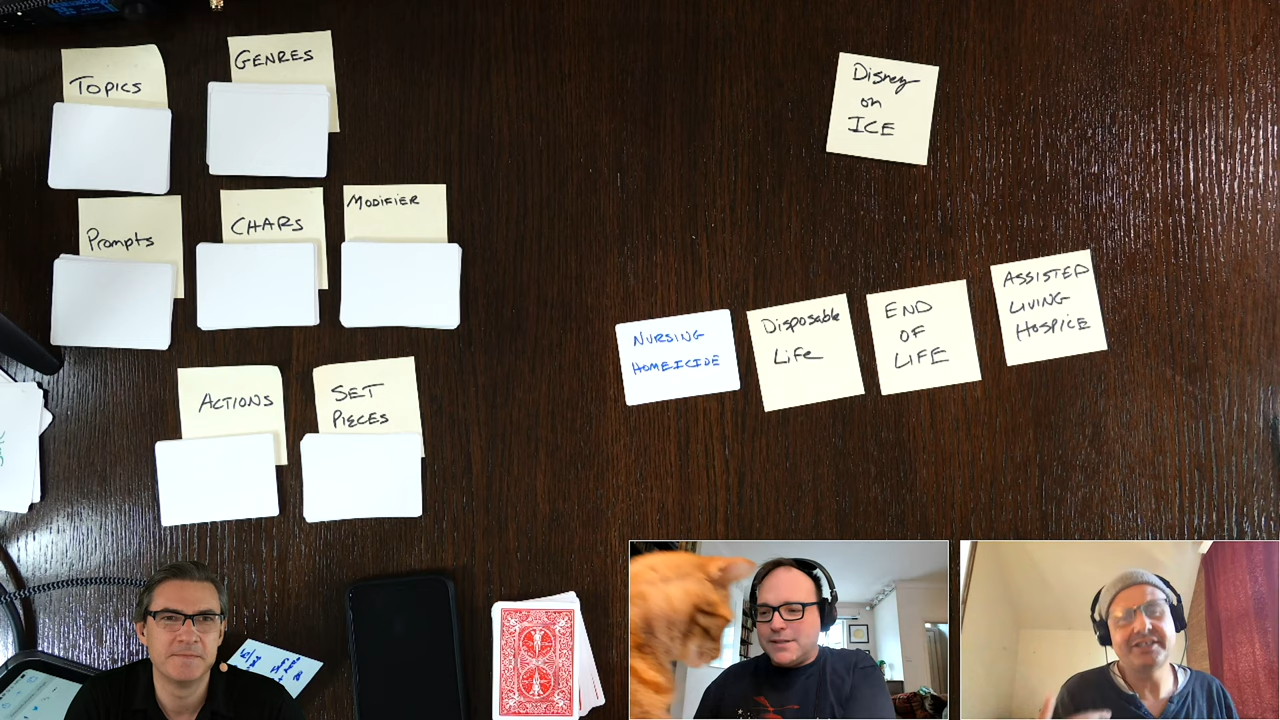 TOPICS
GENRES
Prompts
CHARS
MODIFIER
ACTIONS
SET
PIECES
Disney
on
ICE
NURSING
HOMEICIDE
Disposable
Life
END
OF
LIFE
ASSISTED
LIVING
HOSPICE